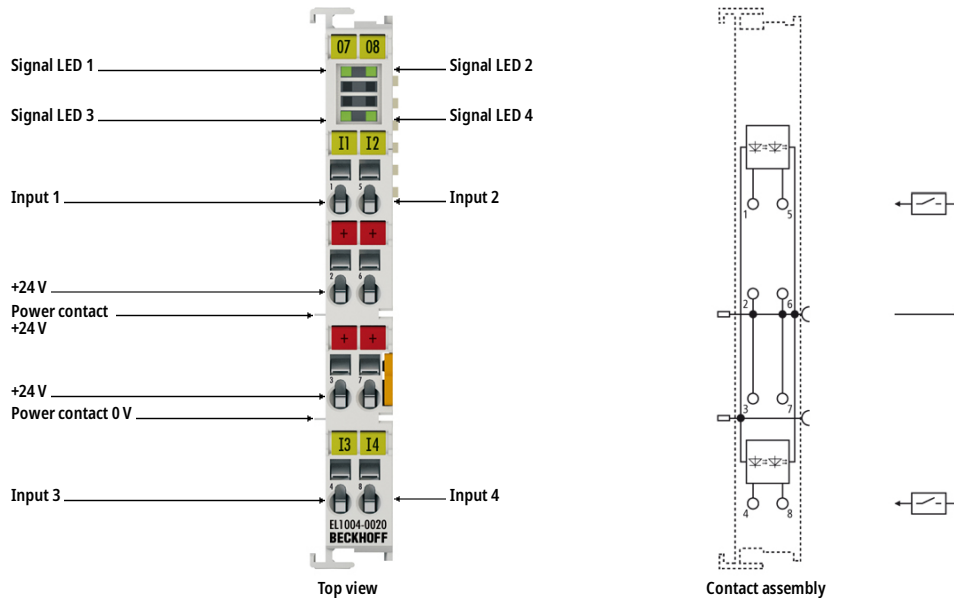 07 08
Signal LED 1
Signal LED 2
Signal LED 3
Signal LED 4
I1 I2
1 5
Input 1
Input 2
+ +
2 6
+24 V
Power contact
+24 V
+ +
3 7
+24 V
Power contact 0 V
I3 I4
4 8
Input 3
Input 4
EL1004-0020
BECKHOFF
Top view
1 5
2 6
3 7
4 8
Contact assembly